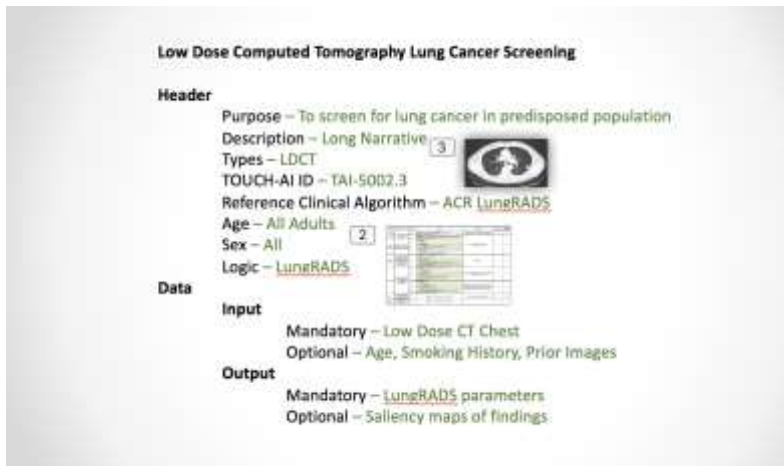 Low Dose Computed Tomography Lung Cancer Screening
Header
Purpose – To screen for lung cancer in predisposed population
Description – Long Narrative
3
Types – LDCT
TOUCH-AI ID – TAI-5002.3
Reference Clinical Algorithm – ACR LungRADS
Age – All Adults
2
Sex – All
Logic – LungRADS
Data
Input
Mandatory – Low Dose CT Chest
Optional – Age, Smoking History, Prior Images
Output
Mandatory – LungRADS parameters
Optional – Saliency maps of findings